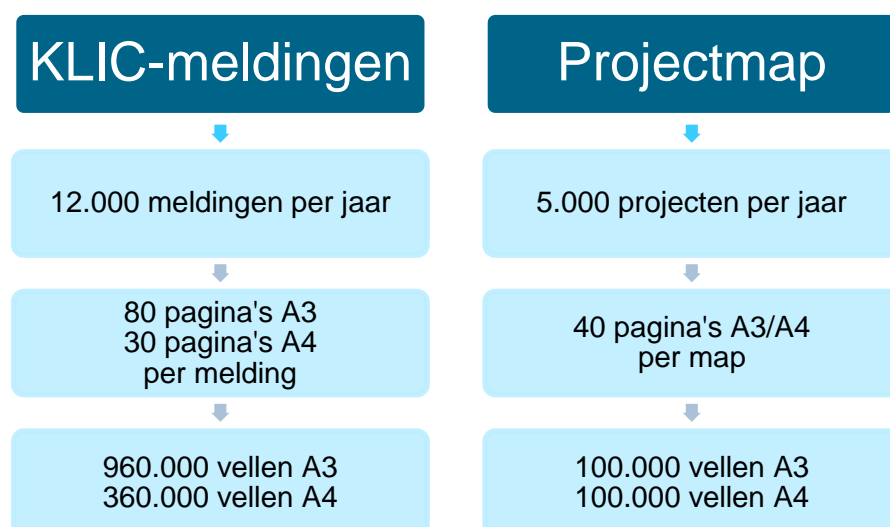 KLIC-meldingen
12.000 meldingen per jaar
80 pagina's A3
30 pagina's A4
per melding
960.000 vellen A3
360.000 vellen A4
Projectmap
5.000 projecten per jaar
40 pagina's A3/A4
per map
100.000 vellen A3
100.000 vellen A4